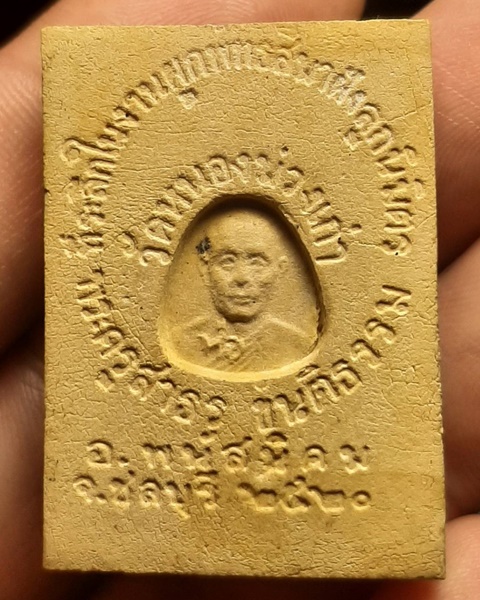 ที่ระลึกในงานผูกพัทธสีมาฝังลูกนิมิตร
วัดหนองม่วงเก่า
พระครูสาธร ขันติธารม
อ. พนัสนิคม
จ. ชลบุรี ๒๕๒๐